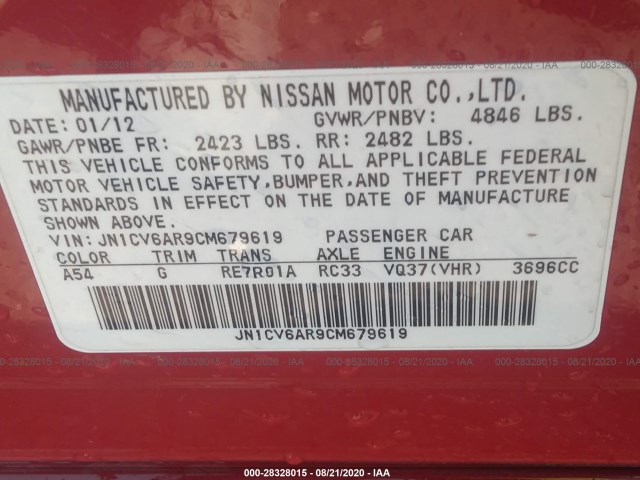 MANUFACTURED BY NISSAN MOTOR CO.,LTD.
DATE: 01/12 GVWR/PNBV: 4846 LBS.
GAWR/PNBE FR: 2423 LBS. RR: 2482 LBS.
THIS VEHICLE CONFORMS TO ALL APPLICABLE FEDERAL
MOTOR VEHICLE SAFETY,BUMPER,AND THEFT PREVENTION
STANDARDS IN EFFECT ON THE DATE OF MANUFACTURE
SHOWN ABOVE.
VIN: JN1CV6AR9CM679619 PASSENGER CAR
COLOR TRIM TRANS AXLE ENGINE
A54 G RE7R01A RC33 VQ37(VHR) 3696CC
JN1CV6AR9CM679619
000-28328015 - 08/21/2020 - IAA